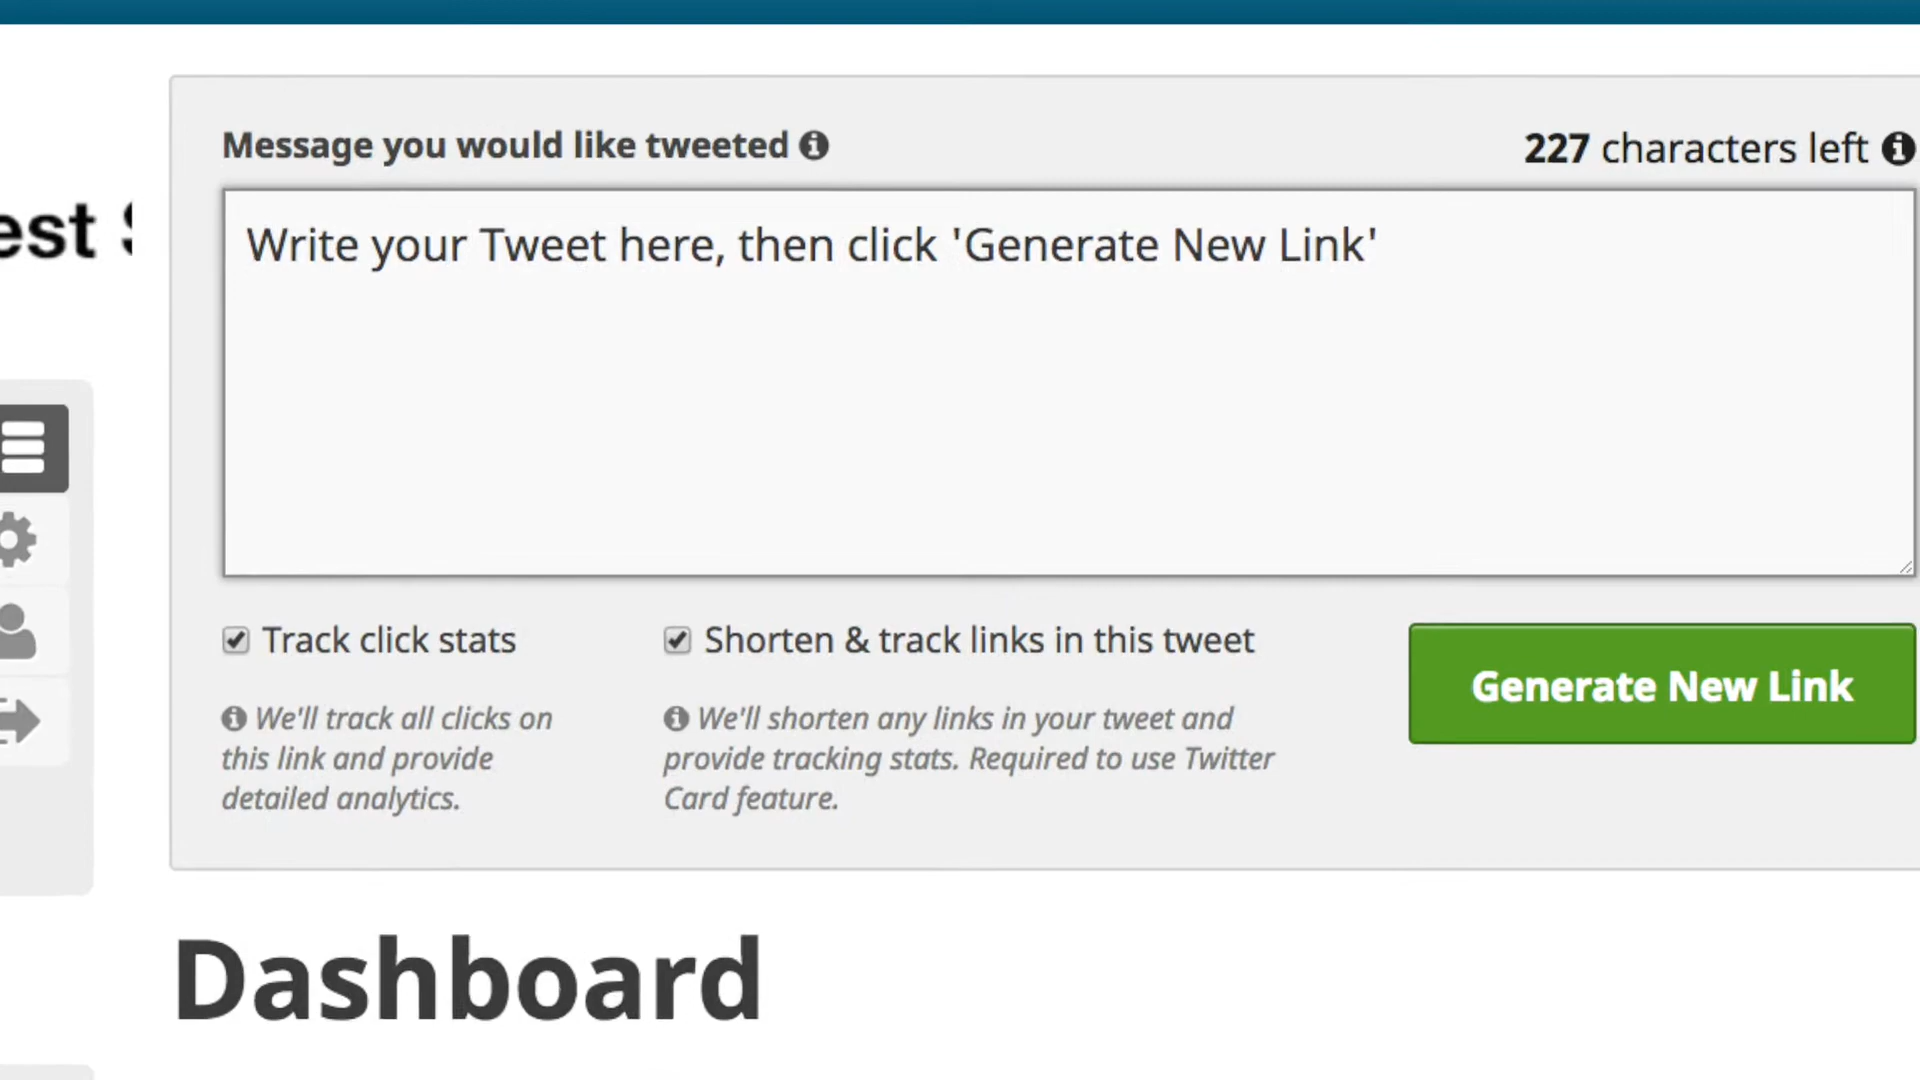 Message you would like tweeted
227 characters left
est
Write your Tweet here, then click 'Generate New Link'
Track click stats
Shorten & track links in this tweet
Generate New Link
We'll track all clicks on
this link and provide
detailed analytics.
We'll shorten any links in your tweet and
provide tracking stats. Required to use Twitter
Card feature.
Dashboard